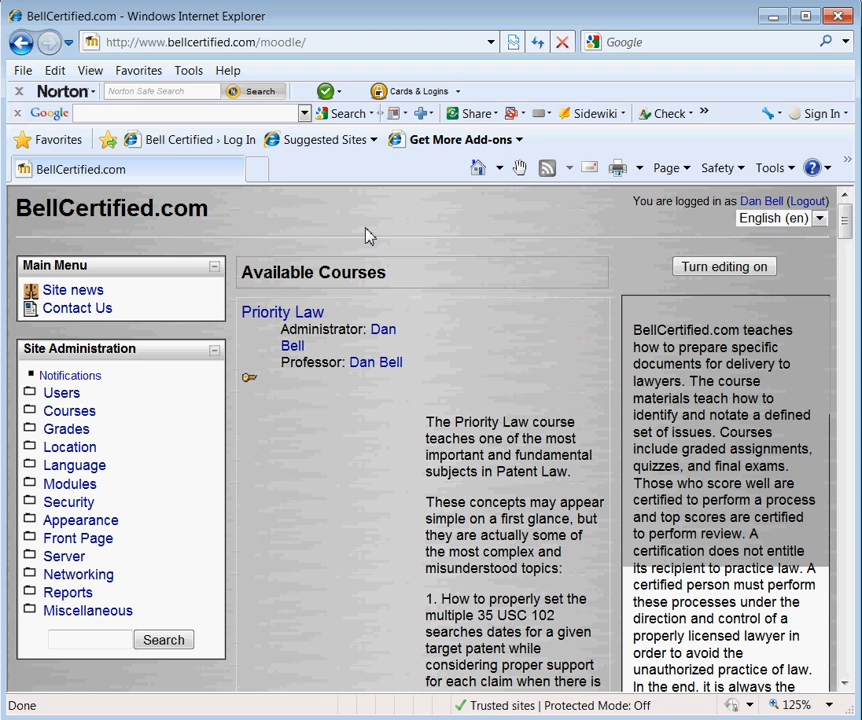 BellCertified.com - Windows Internet Explorer
http://www.bellcertified.com/moodle/
Google
File Edit View Favorites Tools Help
x Norton Norton Safe Search Search Cards & Logins
x Google Search Share Sidewiki Check » Sign In
Favorites Bell Certified › Log In Suggested Sites Get More Add-ons
BellCertified.com Page Safety Tools »
BellCertified.com
You are logged in as Dan Bell (Logout)
English (en)
Main Menu
Site news
Contact Us
Site Administration
Notifications
Users
Courses
Grades
Location
Language
Modules
Security
Appearance
Front Page
Server
Networking
Reports
Miscellaneous
Search
Available Courses
Priority Law
Administrator: Dan
Bell
Professor: Dan Bell
The Priority Law course
teaches one of the most
important and fundamental
subjects in Patent Law.
These concepts may appear
simple on a first glance, but
they are actually some of
the most complex and
misunderstood topics:
1. How to properly set the
multiple 35 USC 102
searches dates for a given
target patent while
considering proper support
for each claim when there is
Turn editing on
BellCertified.com teaches
how to prepare specific
documents for delivery to
lawyers. The course
materials teach how to
identify and notate a defined
set of issues. Courses
include graded assignments,
quizzes, and final exams.
Those who score well are
certified to perform a process
and top scores are certified
to perform review. A
certification does not entitle
its recipient to practice law. A
certified person must perform
these processes under the
direction and control of a
properly licensed lawyer in
order to avoid the
unauthorized practice of law.
In the end, it is always the
Done
Trusted sites | Protected Mode: Off
125%